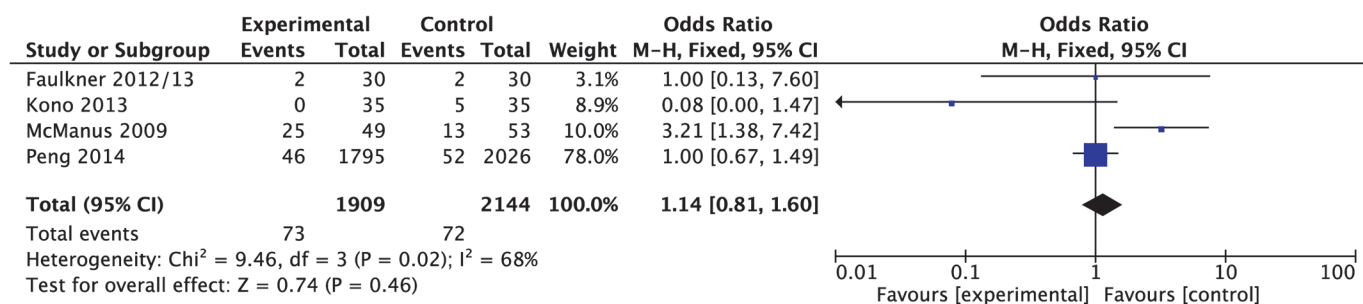 Experimental Control Odds Ratio Odds Ratio
Study or Subgroup Events Total Events Total Weight M-H, Fixed, 95% CI M-H, Fixed, 95% CI
Faulkner 2012/13 2 30 2 30 3.1% 1.00 [0.13, 7.60]
Kono 2013 0 35 5 35 8.9% 0.08 [0.00, 1.47]
McManus 2009 25 49 13 53 10.0% 3.21 [1.38, 7.42]
Peng 2014 46 1795 52 2026 78.0% 1.00 [0.67, 1.49]
Total (95% CI) 1909 2144 100.0% 1.14 [0.81, 1.60]
Total events 73 72
Heterogeneity: Chi² = 9.46, df = 3 (P = 0.02); I² = 68%
Test for overall effect: Z = 0.74 (P = 0.46)
0.01 0.1 1 10 100
Favours [experimental] Favours [control]